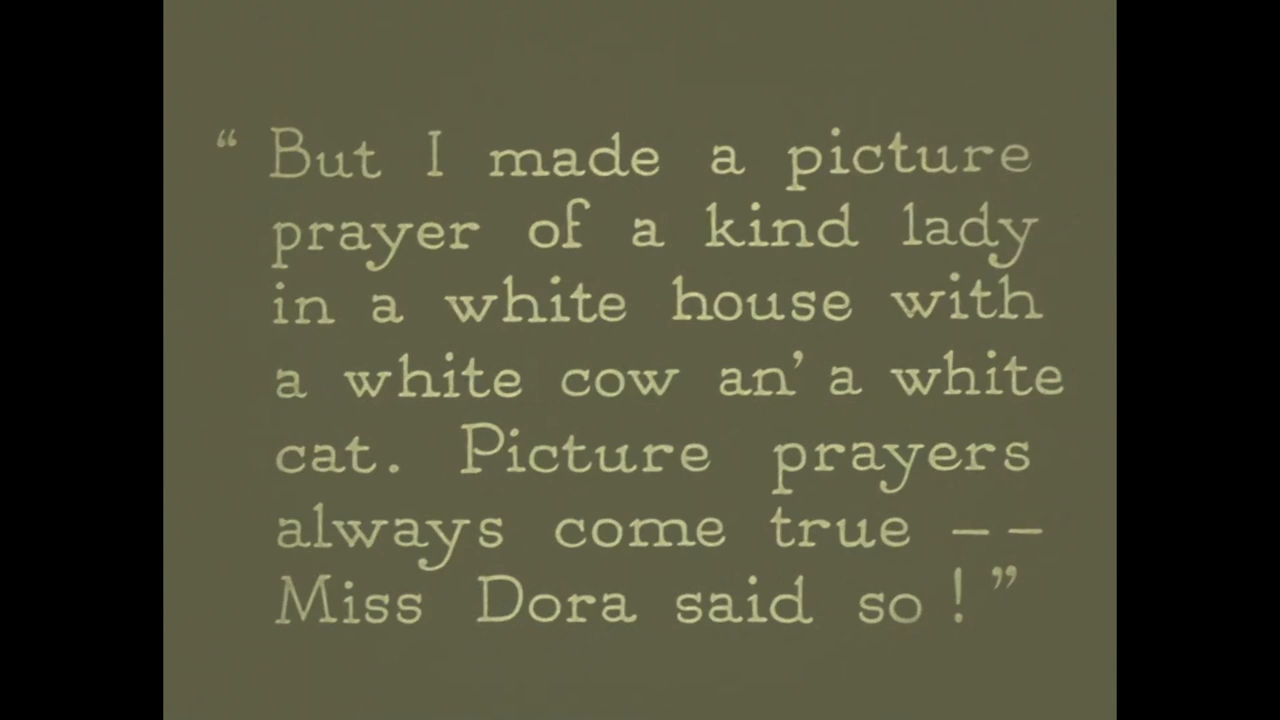 “ But I made a picture
prayer of a kind lady
in a white house with
a white cow an’ a white
cat. Picture prayers
always come true --
Miss Dora said so ! ”